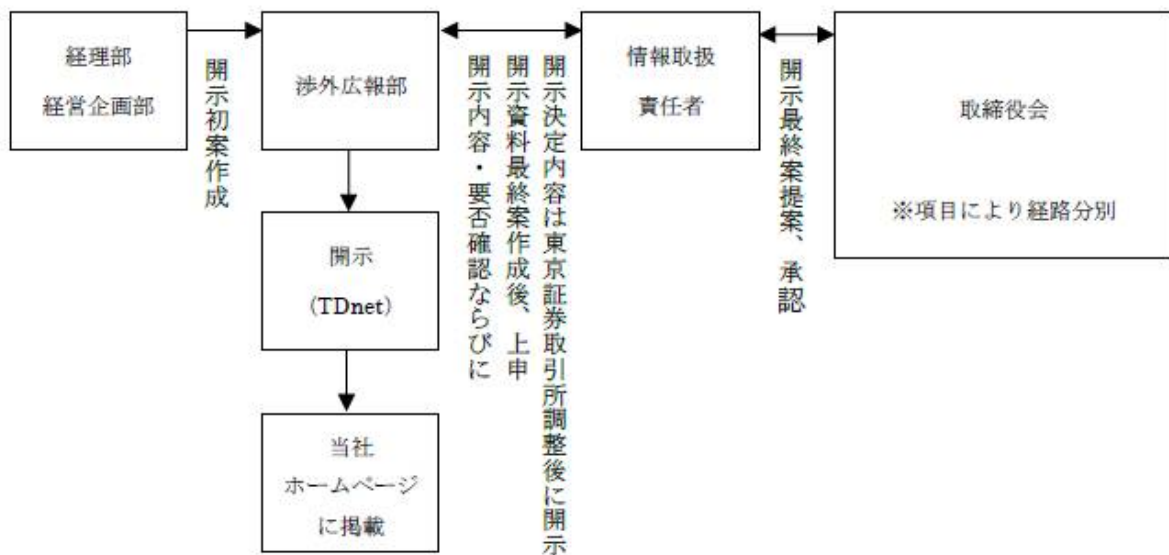 経理部
経営企画部
開示初案作成
渉外広報部
開示内容・要否確認ならびに
開示資料最終案作成後、上申
開示決定内容は東京証券取引所調整後に開示
情報取扱
責任者
開示最終案提案、承認
取締役会
※項目により経路分別
開示
(TDnet)
当社
ホームページ
に掲載